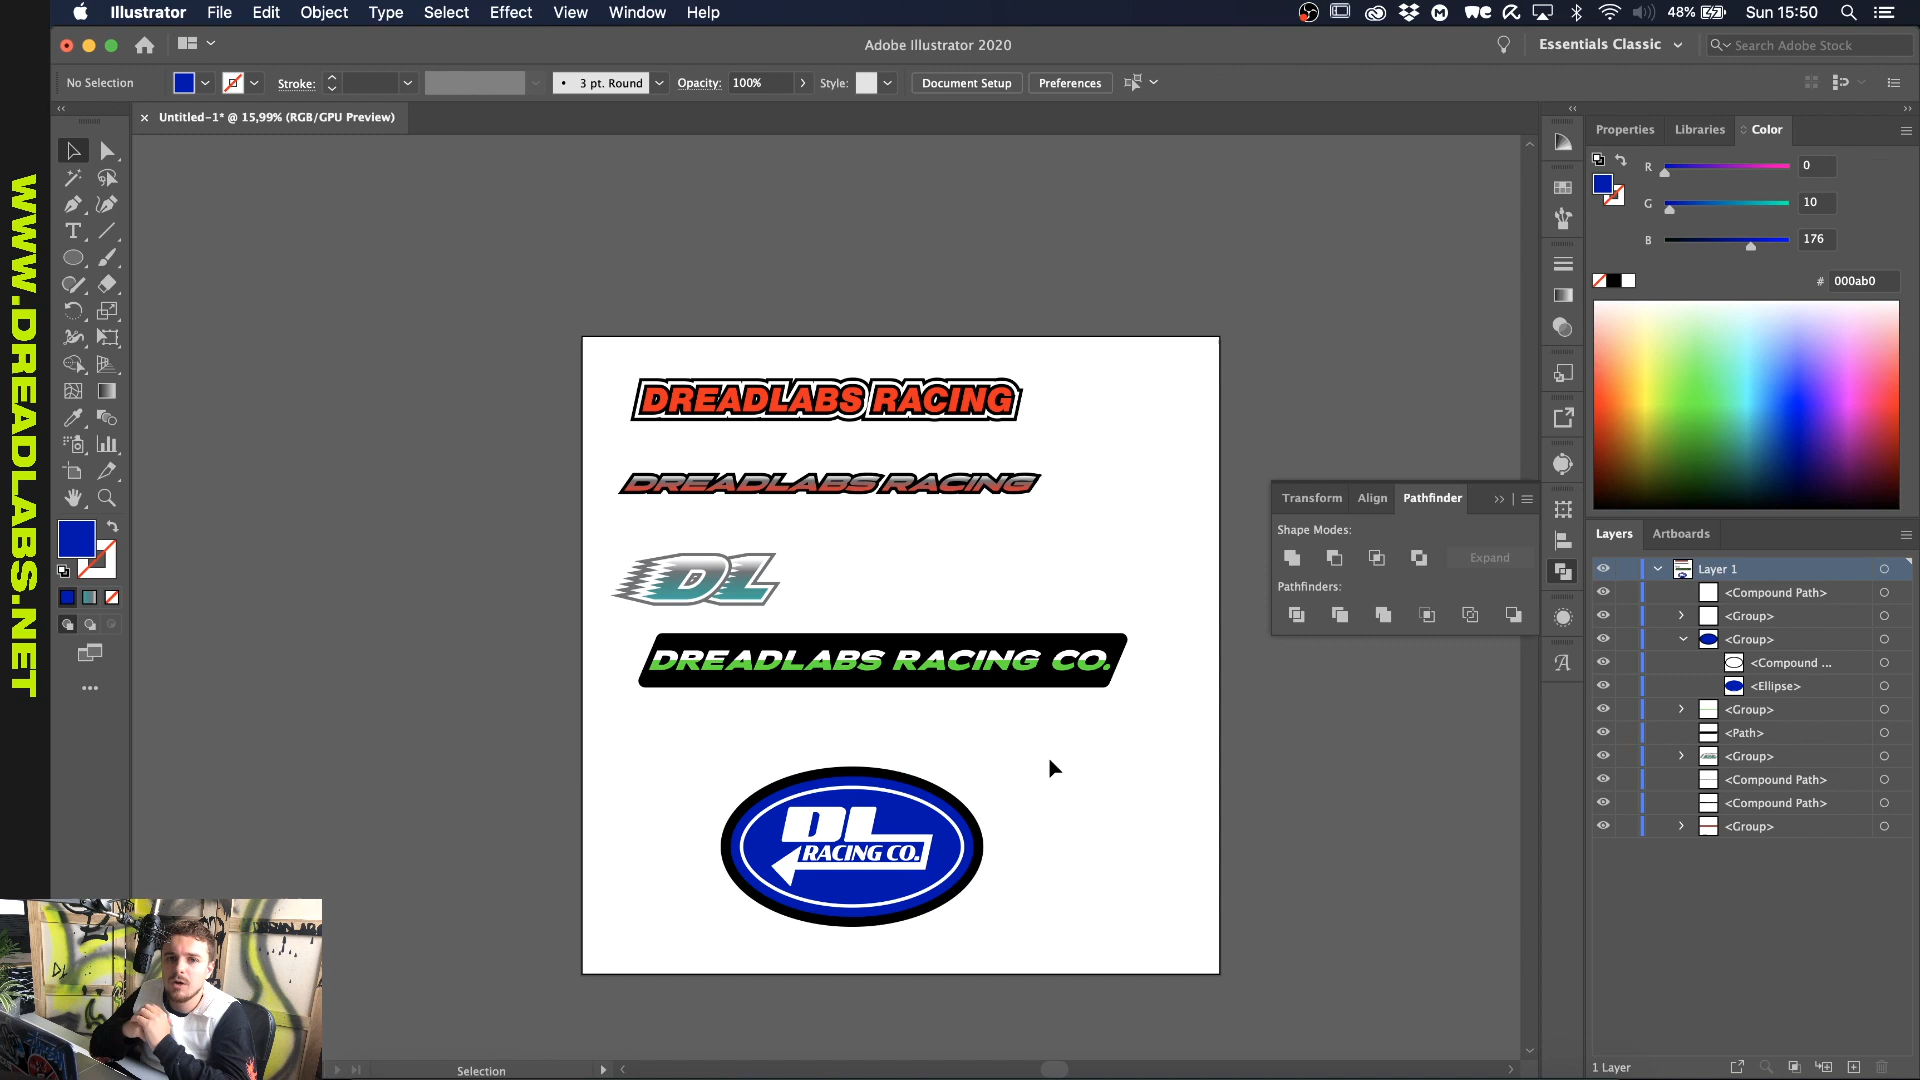 Illustrator File Edit Object Type Select Effect View Window Help
48% Sun 15:50
Adobe Illustrator 2020
Essentials Classic
Search Adobe Stock
No Selection
Stroke:
3 pt. Round
Opacity: 100%
Style:
Document Setup
Preferences
Untitled-1* @ 15,99% (RGB/GPU Preview)
WWW.DREADLABS.NET
DREADLABS RACING
DREADLABS RACING
DL
DREADLABS RACING CO.
DL
RACING CO.
Transform Align Pathfinder
Shape Modes:
Expand
Pathfinders:
Properties Libraries Color
R 0
G 10
B 176
# 000ab0
Layers Artboards
Layer 1
<Compound Path>
<Group>
<Group>
<Compound ...
<Ellipse>
<Group>
<Path>
<Group>
<Compound Path>
<Compound Path>
<Group>
1 Layer
Selection